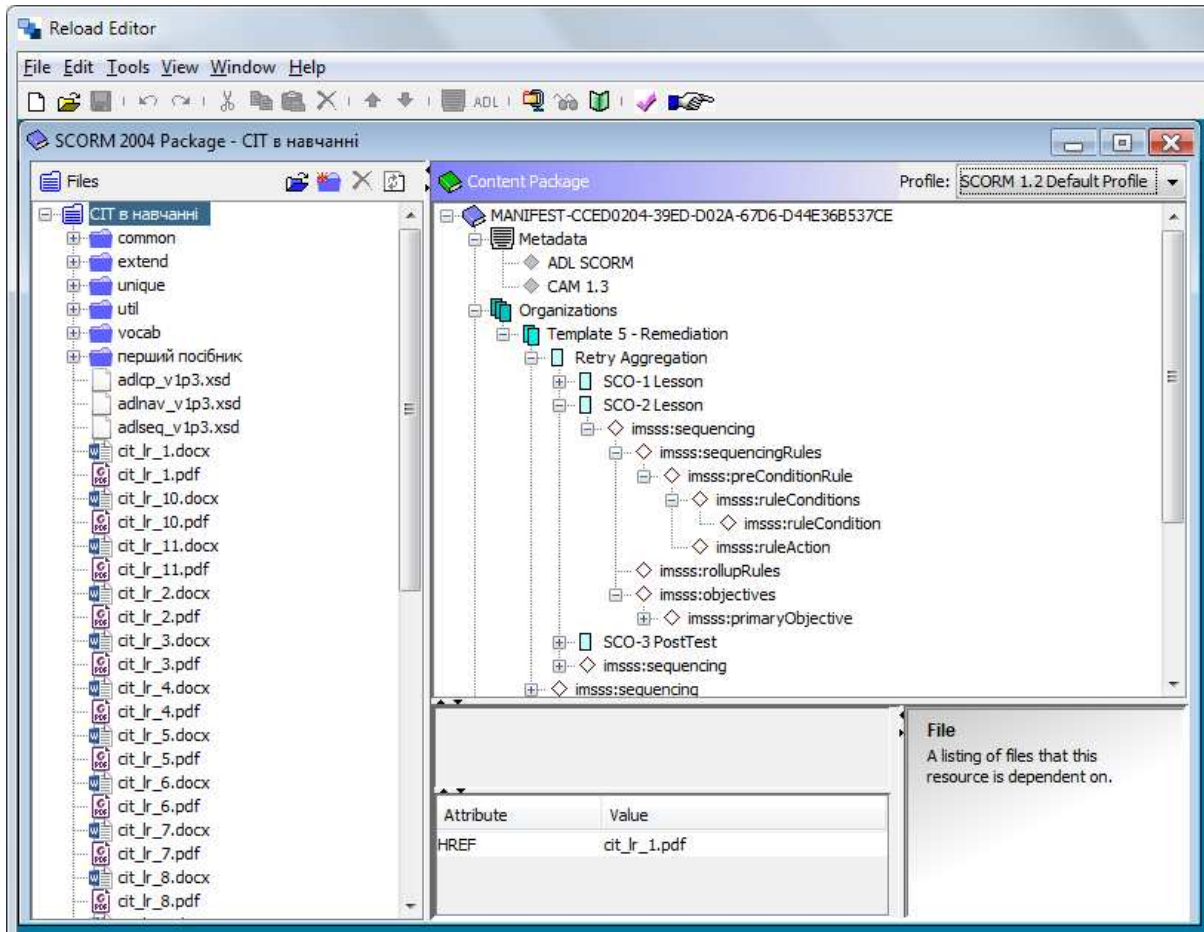 Reload Editor
File Edit Tools View Window Help
ADL
SCORM 2004 Package - СІТ в навчанні
Files
СІТ в навчанні
common
extend
unique
util
vocab
перший посібник
adlcp_v1p3.xsd
adlnav_v1p3.xsd
adlseq_v1p3.xsd
cit_lr_1.docx
cit_lr_1.pdf
cit_lr_10.docx
cit_lr_10.pdf
cit_lr_11.docx
cit_lr_11.pdf
cit_lr_2.docx
cit_lr_2.pdf
cit_lr_3.docx
cit_lr_3.pdf
cit_lr_4.docx
cit_lr_4.pdf
cit_lr_5.docx
cit_lr_5.pdf
cit_lr_6.docx
cit_lr_6.pdf
cit_lr_7.docx
cit_lr_7.pdf
cit_lr_8.docx
cit_lr_8.pdf
Content Package
Profile: SCORM 1.2 Default Profile
MANIFEST-CCED0204-39ED-D02A-67D6-D44E36B537CE
Metadata
ADL SCORM
CAM 1.3
Organizations
Template 5 - Remediation
Retry Aggregation
SCO-1 Lesson
SCO-2 Lesson
imsss:sequencing
imsss:sequencingRules
imsss:preConditionRule
imsss:ruleConditions
imsss:ruleCondition
imsss:ruleAction
imsss:rollupRules
imsss:objectives
imsss:primaryObjective
SCO-3 PostTest
imsss:sequencing
imsss:sequencing
Attribute Value
HREF cit_lr_1.pdf
File
A listing of files that this
resource is dependent on.